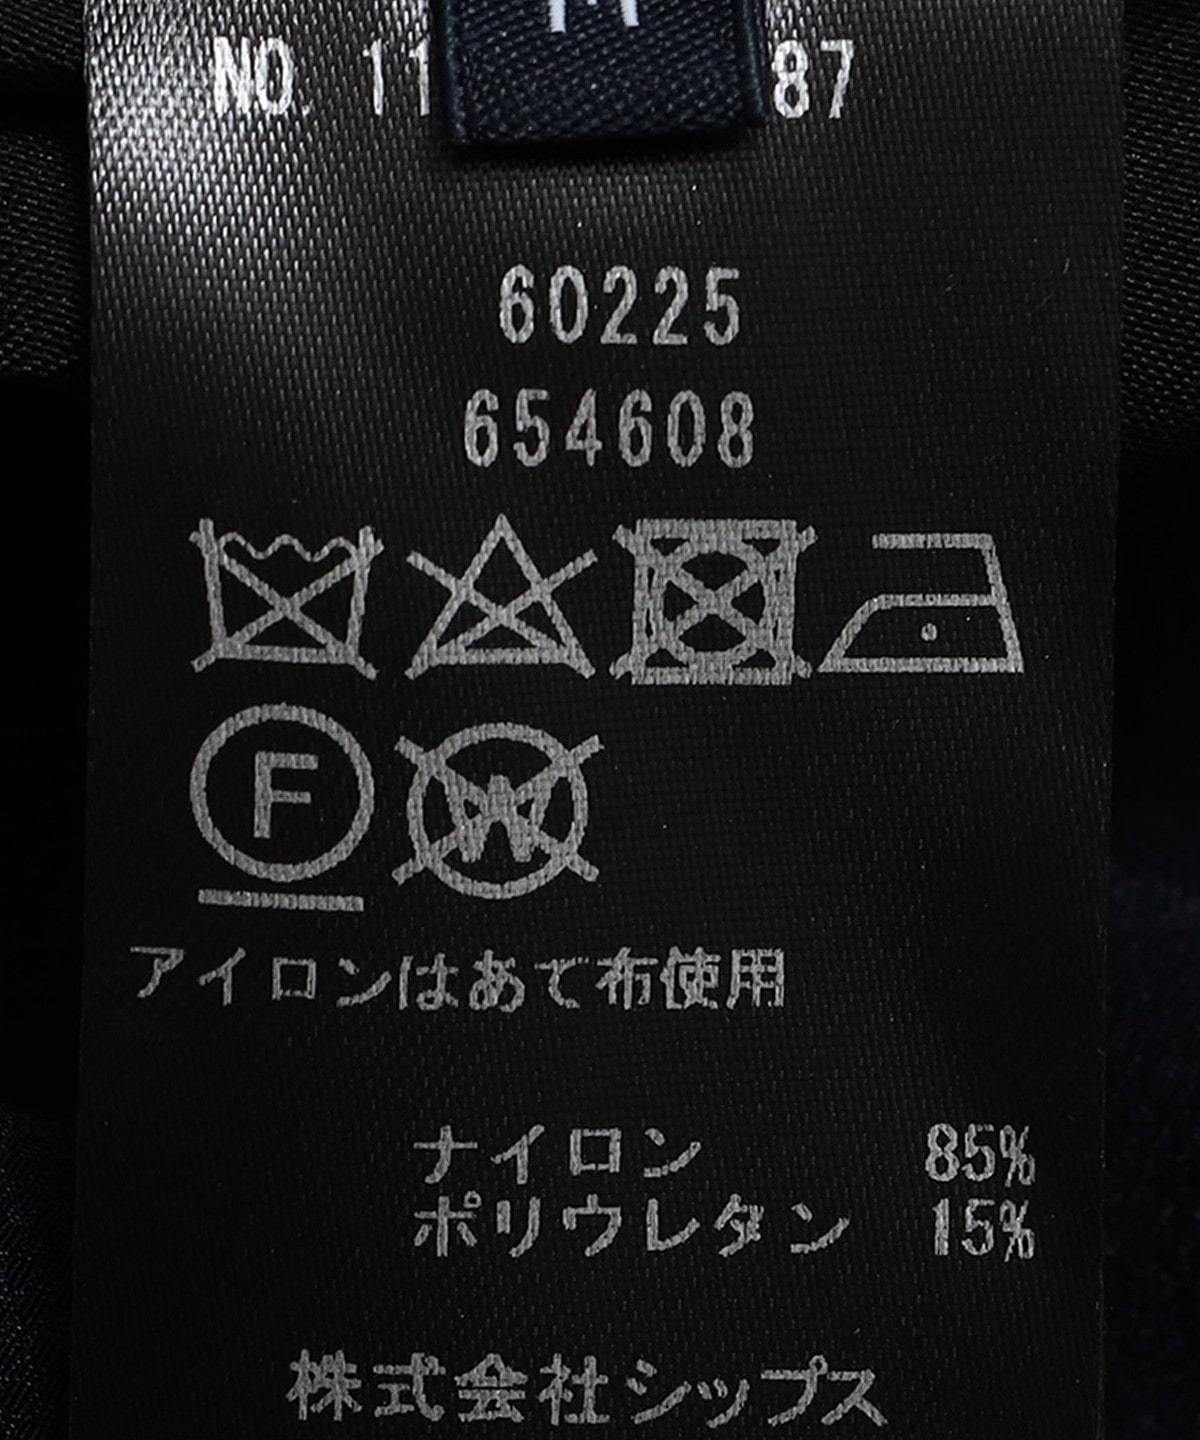 NO. 11 87
60225
654608
F
W
アイロンはあて布使用
ナイロン 85%
ポリウレタン 15%
株式会社シップス